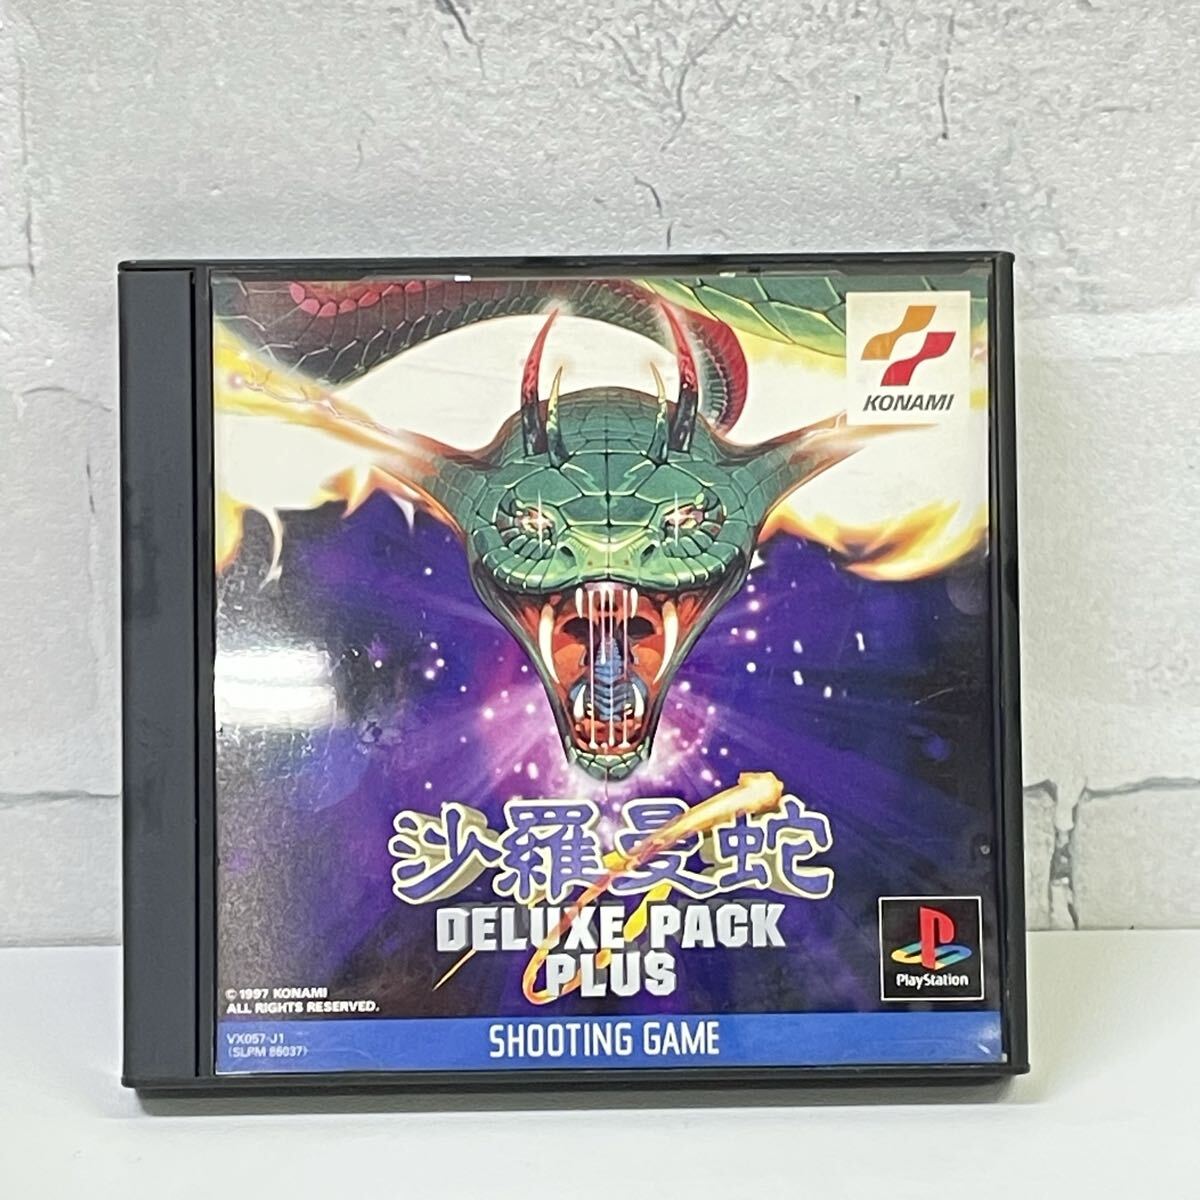 KONAMI
沙羅曼蛇
DELUXE PACK
PLUS
PlayStation
© 1997 KONAMI
ALL RIGHTS RESERVED.
VX057-J1
(SLPM 86037)
SHOOTING GAME